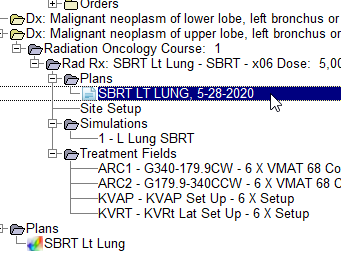 Orders
Dx: Malignant neoplasm of lower lobe, left bronchus or
Dx: Malignant neoplasm of upper lobe, left bronchus or
Radiation Oncology Course: 1
Rad Rx: SBRT Lt Lung - SBRT - x06 Dose: 5,00
Plans
SBRT LT LUNG, 5-28-2020
Site Setup
Simulations
1 - L Lung SBRT
Treatment Fields
ARC1 - G340-179.9CW - 6 X VMAT 68 Co
ARC2 - G179.9-340CCW - 6 X VMAT 68 C
KVAP - KVAP Set Up - 6 X Setup
KVRT - KVRt Lat Set Up - 6 X Setup
Plans
SBRT Lt Lung